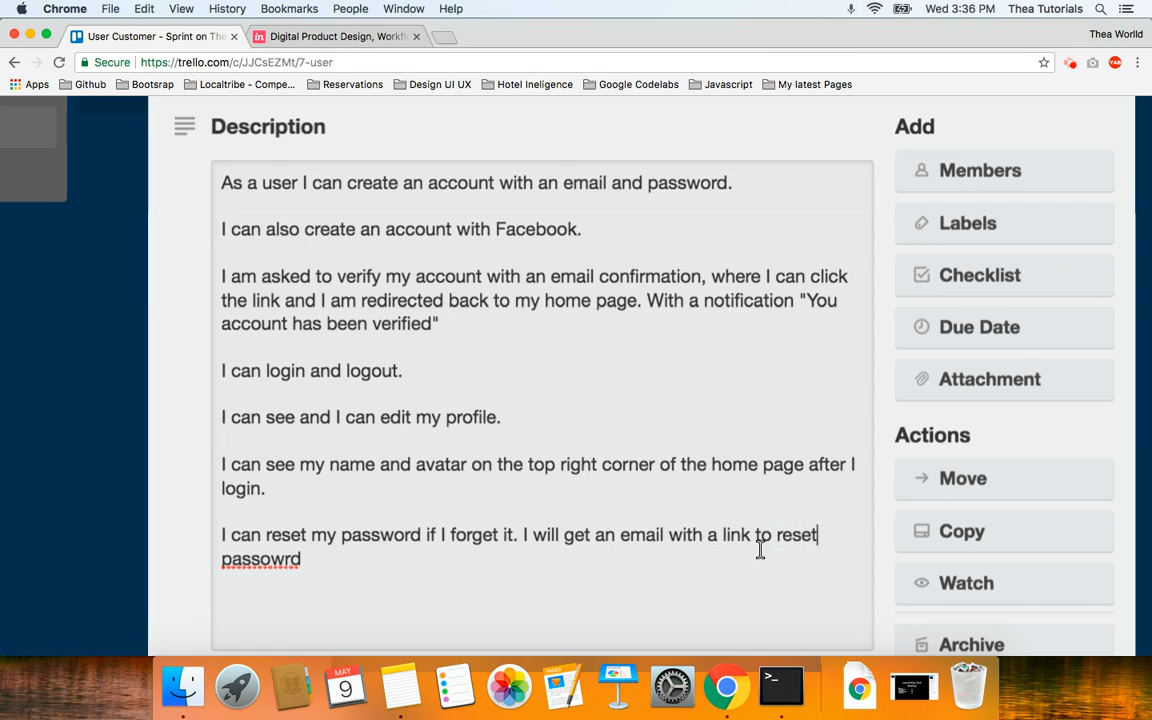 Chrome File Edit View History Bookmarks People Window Help Wed 3:36 PM Thea Tutorials
User Customer - Sprint on The Digital Product Design, Workfl Thea Worlld
Secure https://trello.com/c/JJCsEZMt/7-user
Apps Github Bootsrap Localtribe - Compe... Reservations Design UI UX Hotel Ineligence Google Codelabs Javascript My latest Pages
Description
As a user I can create an account with an email and password.
I can also create an account with Facebook.
I am asked to verify my account with an email confirmation, where I can click
the link and I am redirected back to my home page. With a notification "You
account has been verified"
I can login and logout.
I can see and I can edit my profile.
I can see my name and avatar on the top right corner of the home page after I
login.
I can reset my password if I forget it. I will get an email with a link to reset
passowrd
Add
Members
Labels
Checklist
Due Date
Attachment
Actions
Move
Copy
Watch
Archive
MAY
9